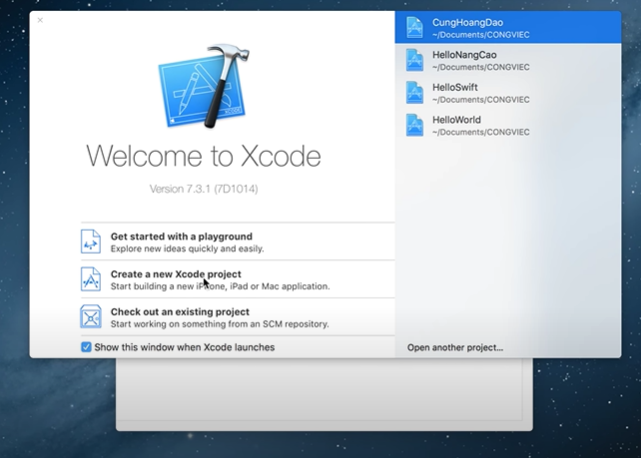 Welcome to Xcode
Version 7.3.1 (7D1014)
Get started with a playground
Explore new ideas quickly and easily.
Create a new Xcode project
Start building a new iPhone, iPad or Mac application.
Check out an existing project
Start working on something from an SCM repository.
Show this window when Xcode launches
CungHoangDao
~/Documents/CONGVIEC
HelloNangCao
~/Documents/CONGVIEC
HelloSwift
~/Documents/CONGVIEC
HelloWorld
~/Documents/CONGVIEC
Open another project...